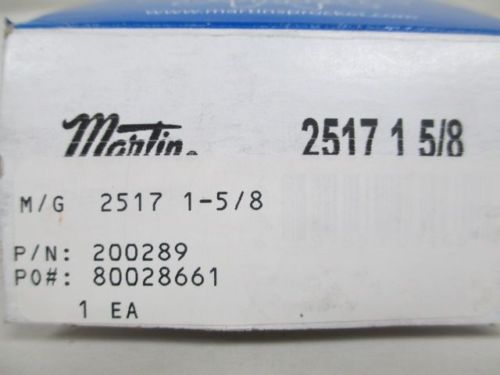 Martin
2517 1 5/8
M/G 2517 1-5/8
P/N: 200289
PO#: 80028661
1 EA